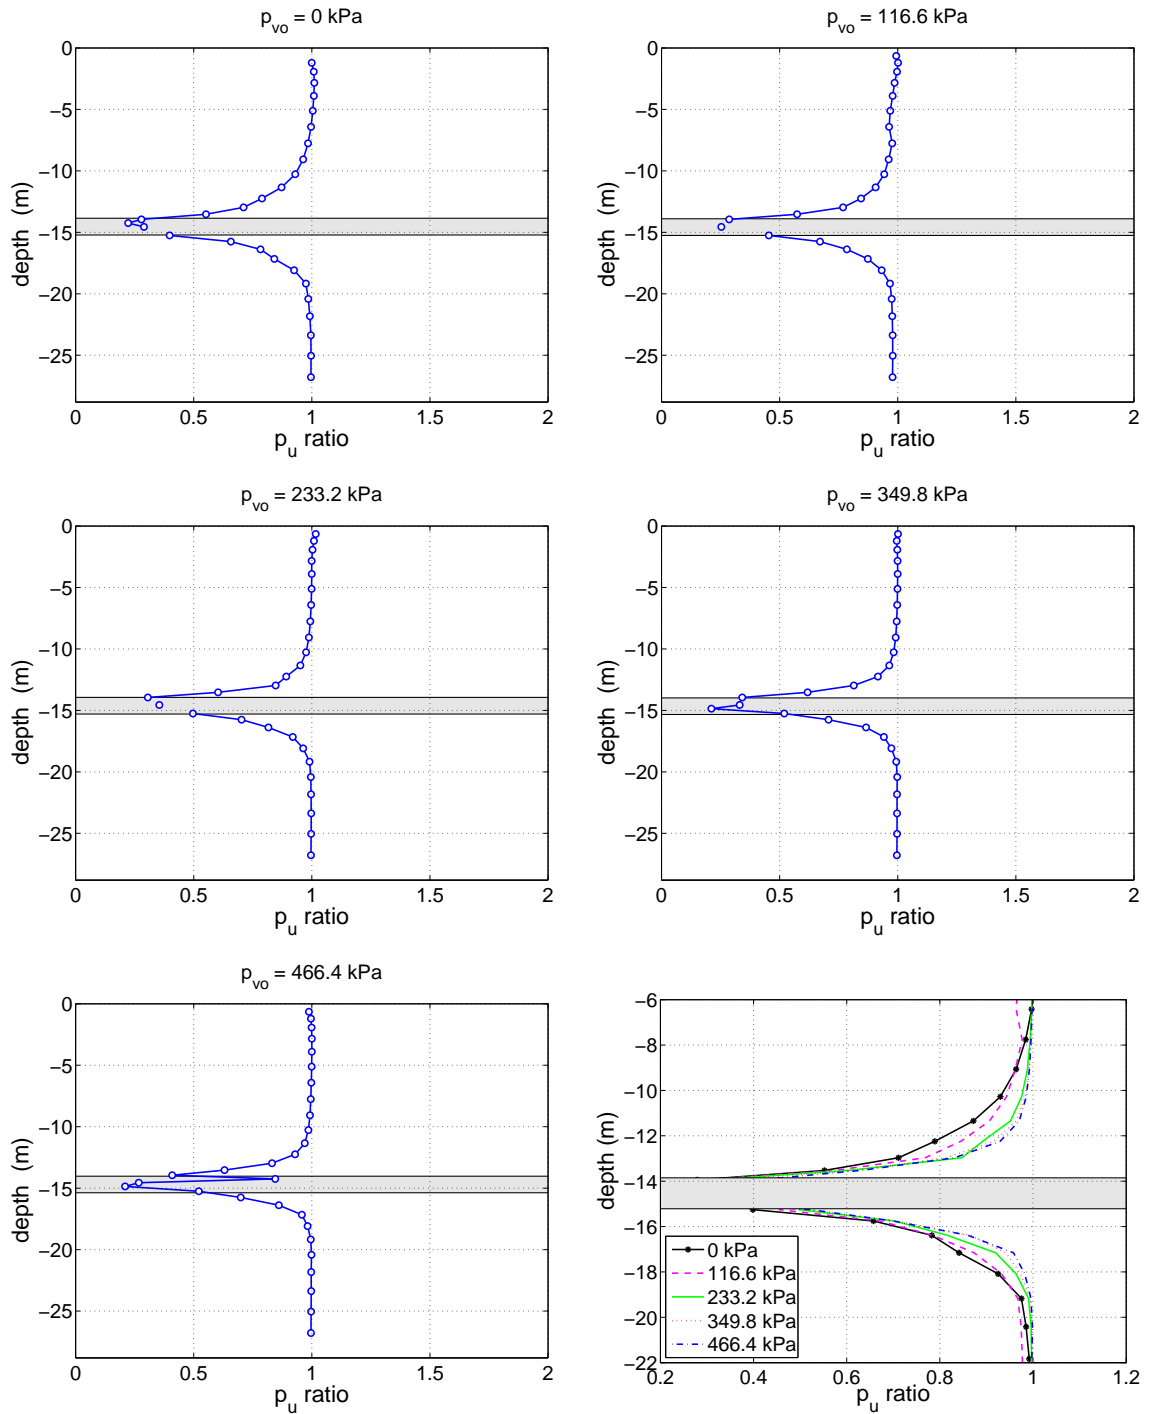 p_vo = 0 kPa
0
−5
−10
−15
−20
−25
depth (m)
0 0.5 1 1.5 2
p_u ratio
p_vo = 116.6 kPa
0
−5
−10
−15
−20
−25
depth (m)
0 0.5 1 1.5 2
p_u ratio
p_vo = 233.2 kPa
0
−5
−10
−15
−20
−25
depth (m)
0 0.5 1 1.5 2
p_u ratio
p_vo = 349.8 kPa
0
−5
−10
−15
−20
−25
depth (m)
0 0.5 1 1.5 2
p_u ratio
p_vo = 466.4 kPa
0
−5
−10
−15
−20
−25
depth (m)
0 0.5 1 1.5 2
p_u ratio
−6
−8
−10
−12
−14
−16
−18
−20
−22
depth (m)
0 kPa
116.6 kPa
233.2 kPa
349.8 kPa
466.4 kPa
0.2 0.4 0.6 0.8 1 1.2
p_u ratio